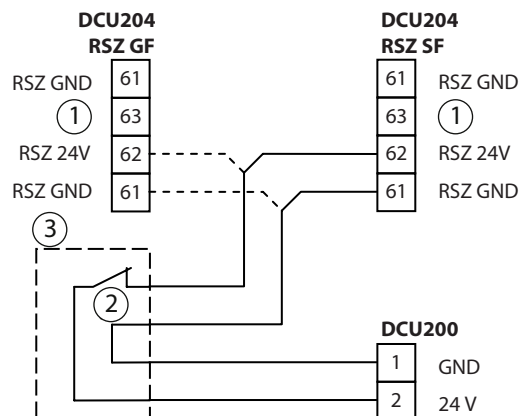 DCU204 DCU204
RSZ GF RSZ SF
RSZ GND 61 61 RSZ GND
1 63 63 1
RSZ 24V 62 62 RSZ 24V
RSZ GND 61 61 RSZ GND
3
2
DCU200
1 GND
2 24 V